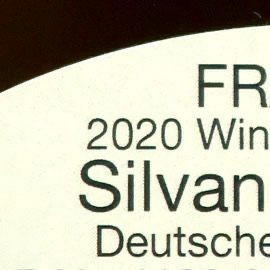 FR
2020 Win
Silvan
Deutsche